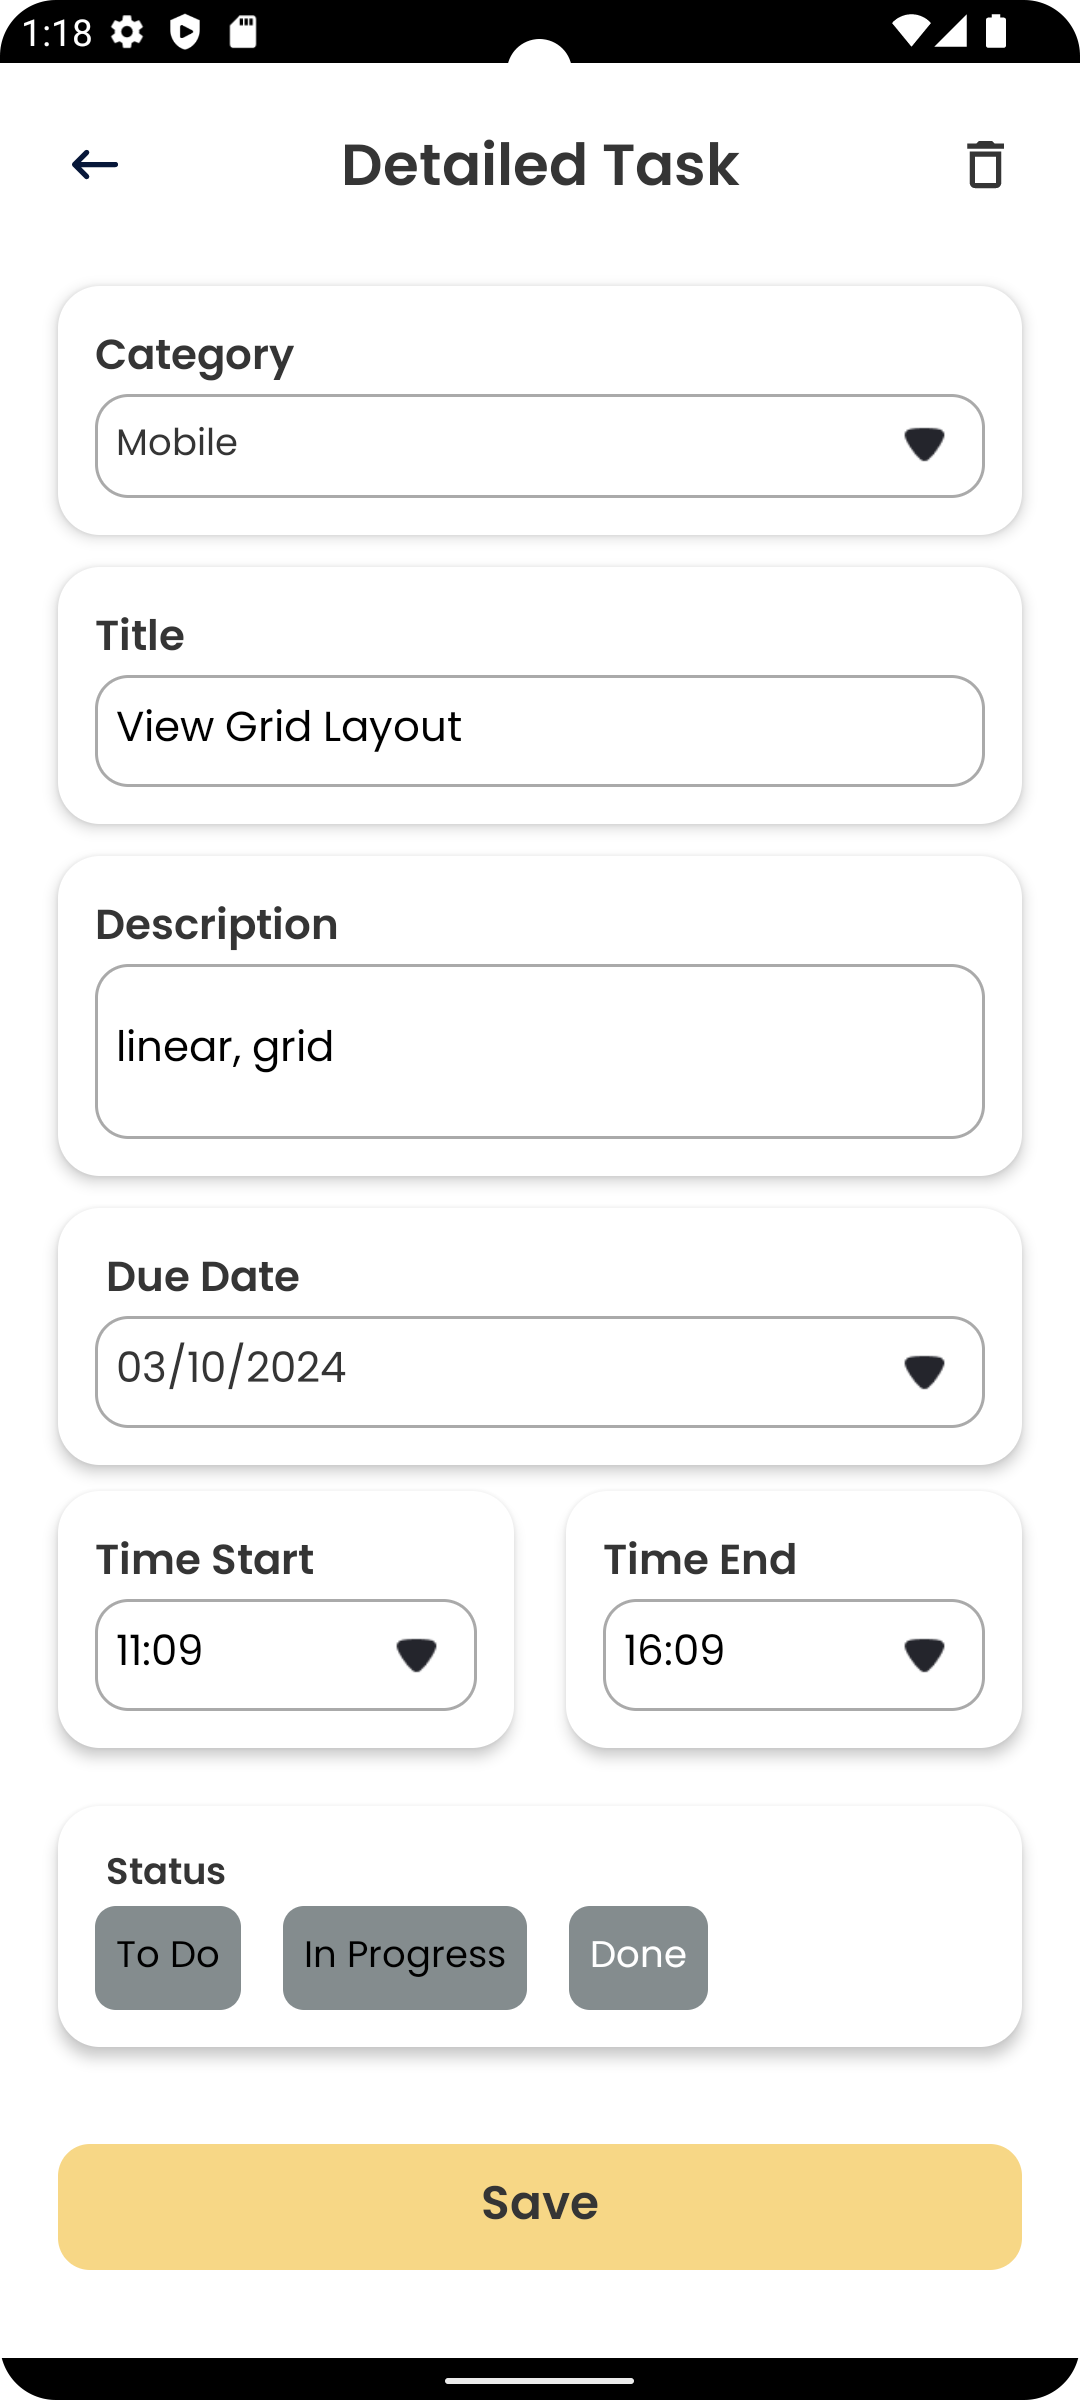 1:18
Detailed Task
Category
Mobile
Title
View Grid Layout
Description
linear, grid
Due Date
03/10/2024
Time Start
Time End
11:09
16:09
Status
To Do
In Progress
Done
Save